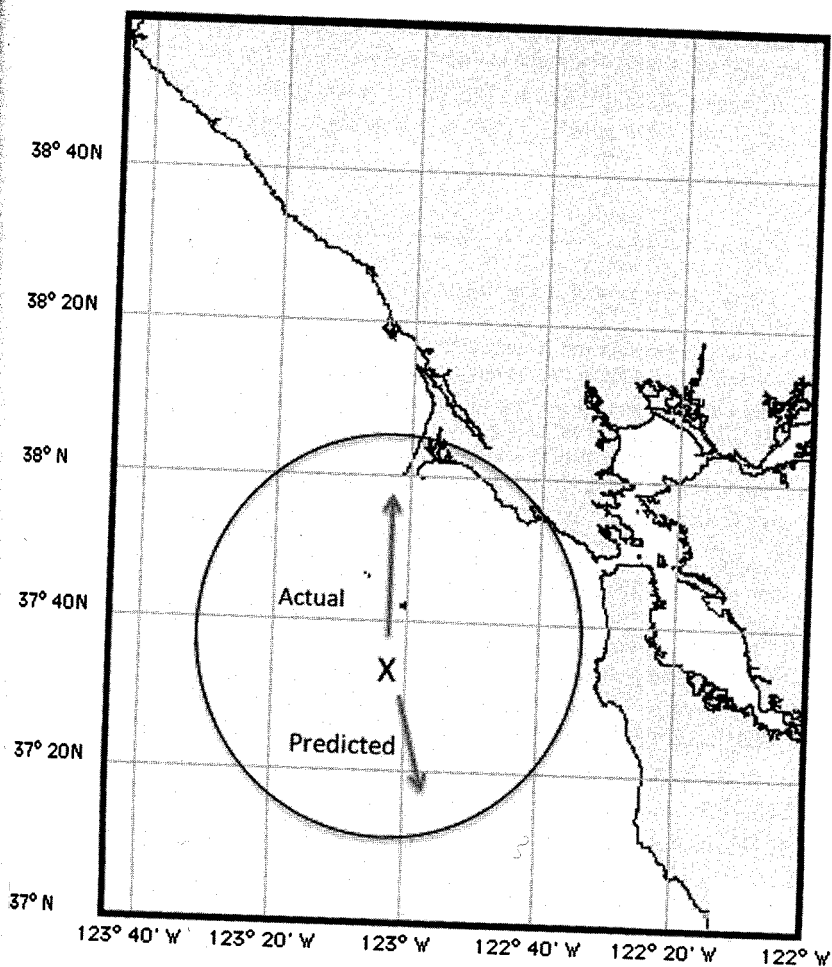 38° 40N
38° 20N
38° N
37° 40N
Actual
X
Predicted
37° 20N
37° N
123° 40' W 123° 20' W 123° W 122° 40' W 122° 20' W 122° W